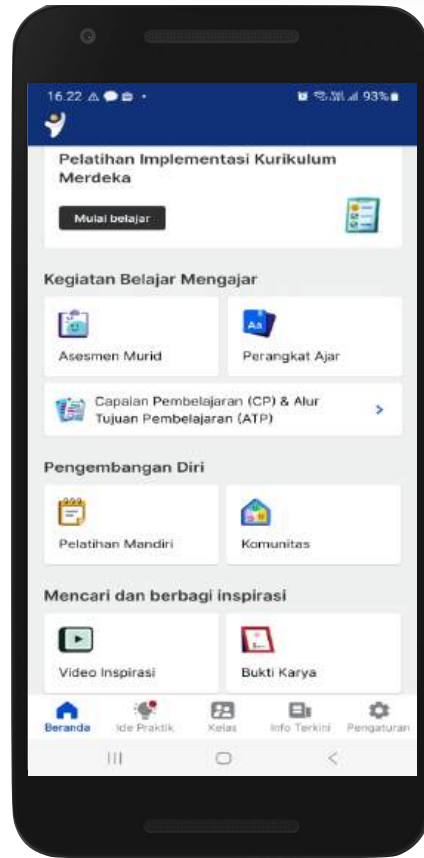 16.22
93%
Pelatihan Implementasi Kurikulum
Merdeka
Mulai belajar
Kegiatan Belajar Mengajar
Asesmen Murid
Perangkat Ajar
Capaian Pembelajaran (CP) & Alur
Tujuan Pembelajaran (ATP)
Pengembangan Diri
Pelatihan Mandiri
Komunitas
Mencari dan berbagi inspirasi
Video Inspirasi
Bukti Karya
Beranda Ide Praktik Kelas Info Terkini Pengaturan